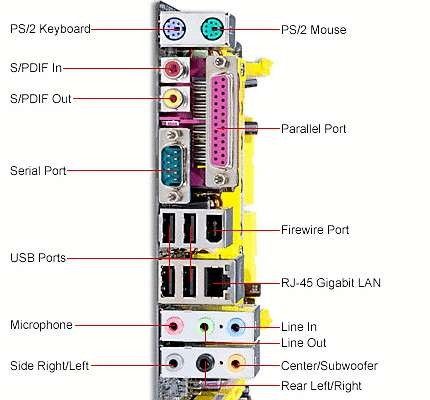 PS/2 Keyboard
PS/2 Mouse
S/PDIF In
S/PDIF Out
Parallel Port
Serial Port
Firewire Port
USB Ports
RJ-45 Gigabit LAN
Microphone
Line In
Line Out
Side Right/Left
Center/Subwoofer
Rear Left/Right